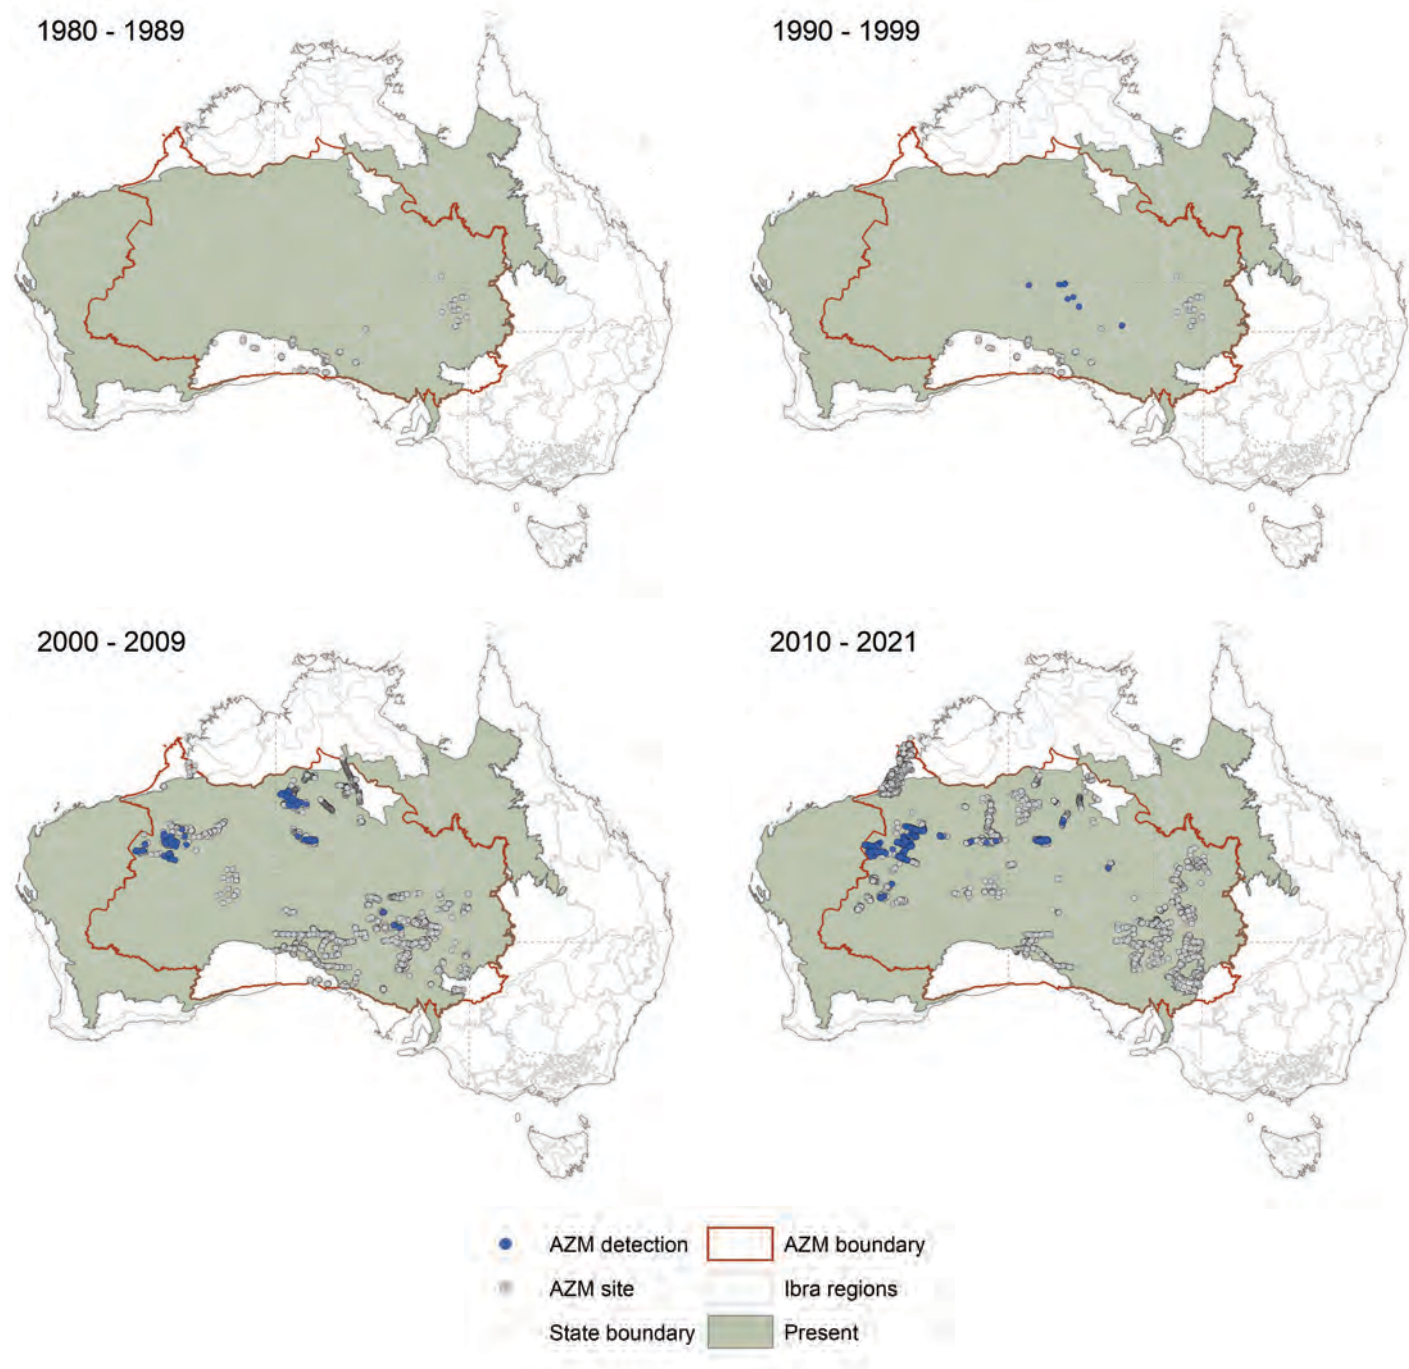 1980 - 1989
1990 - 1999
2000 - 2009
2010 - 2021
AZM detection
AZM boundary
AZM site
Ibra regions
State boundary
Present